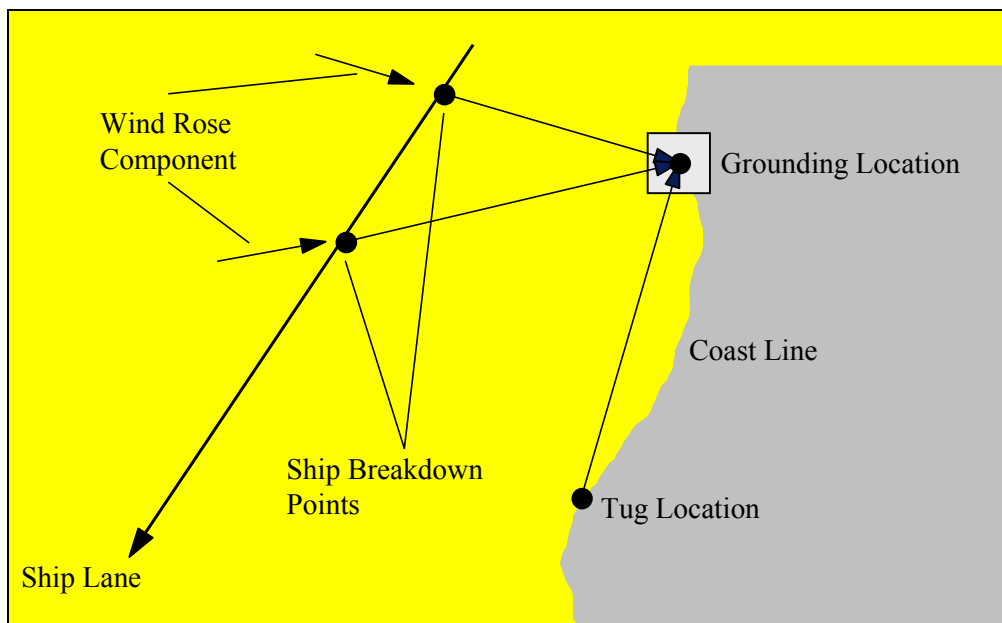 Wind Rose
Component
Grounding Location
Coast Line
Ship Breakdown
Points
Tug Location
Ship Lane